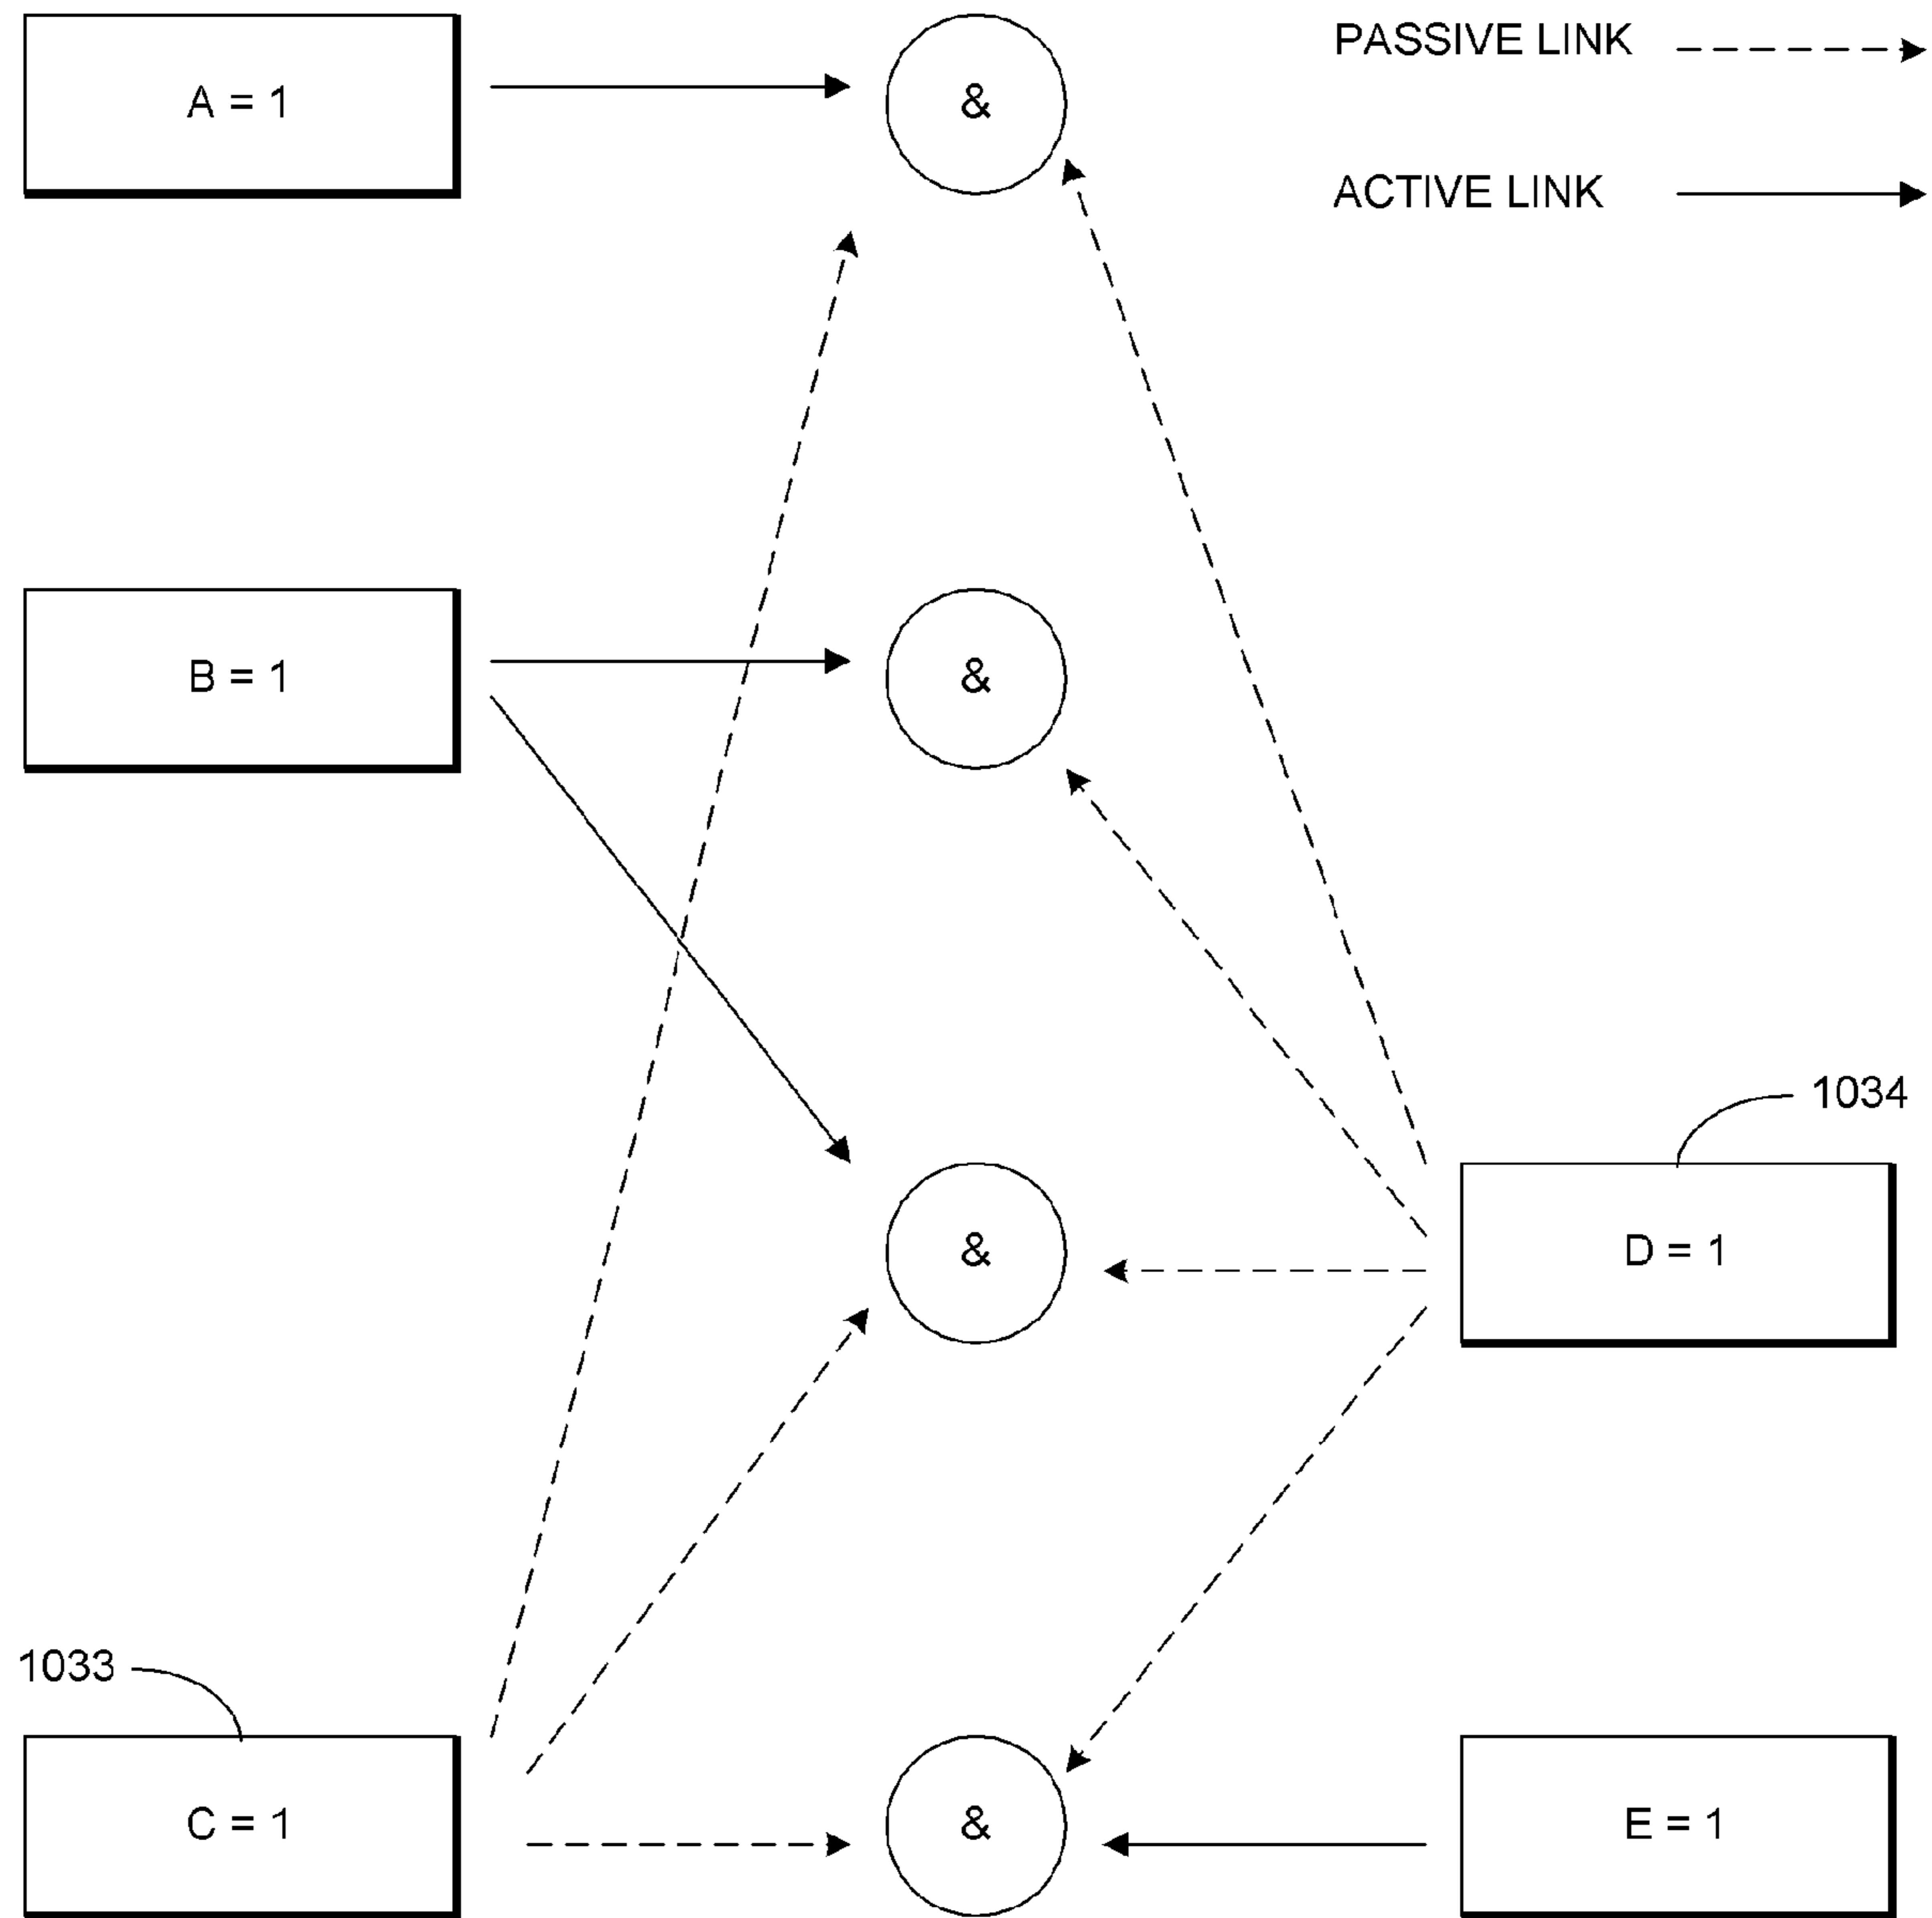 A = 1
&
PASSIVE LINK
ACTIVE LINK
B = 1
&
1034
&
D = 1
1033
C = 1
&
E = 1